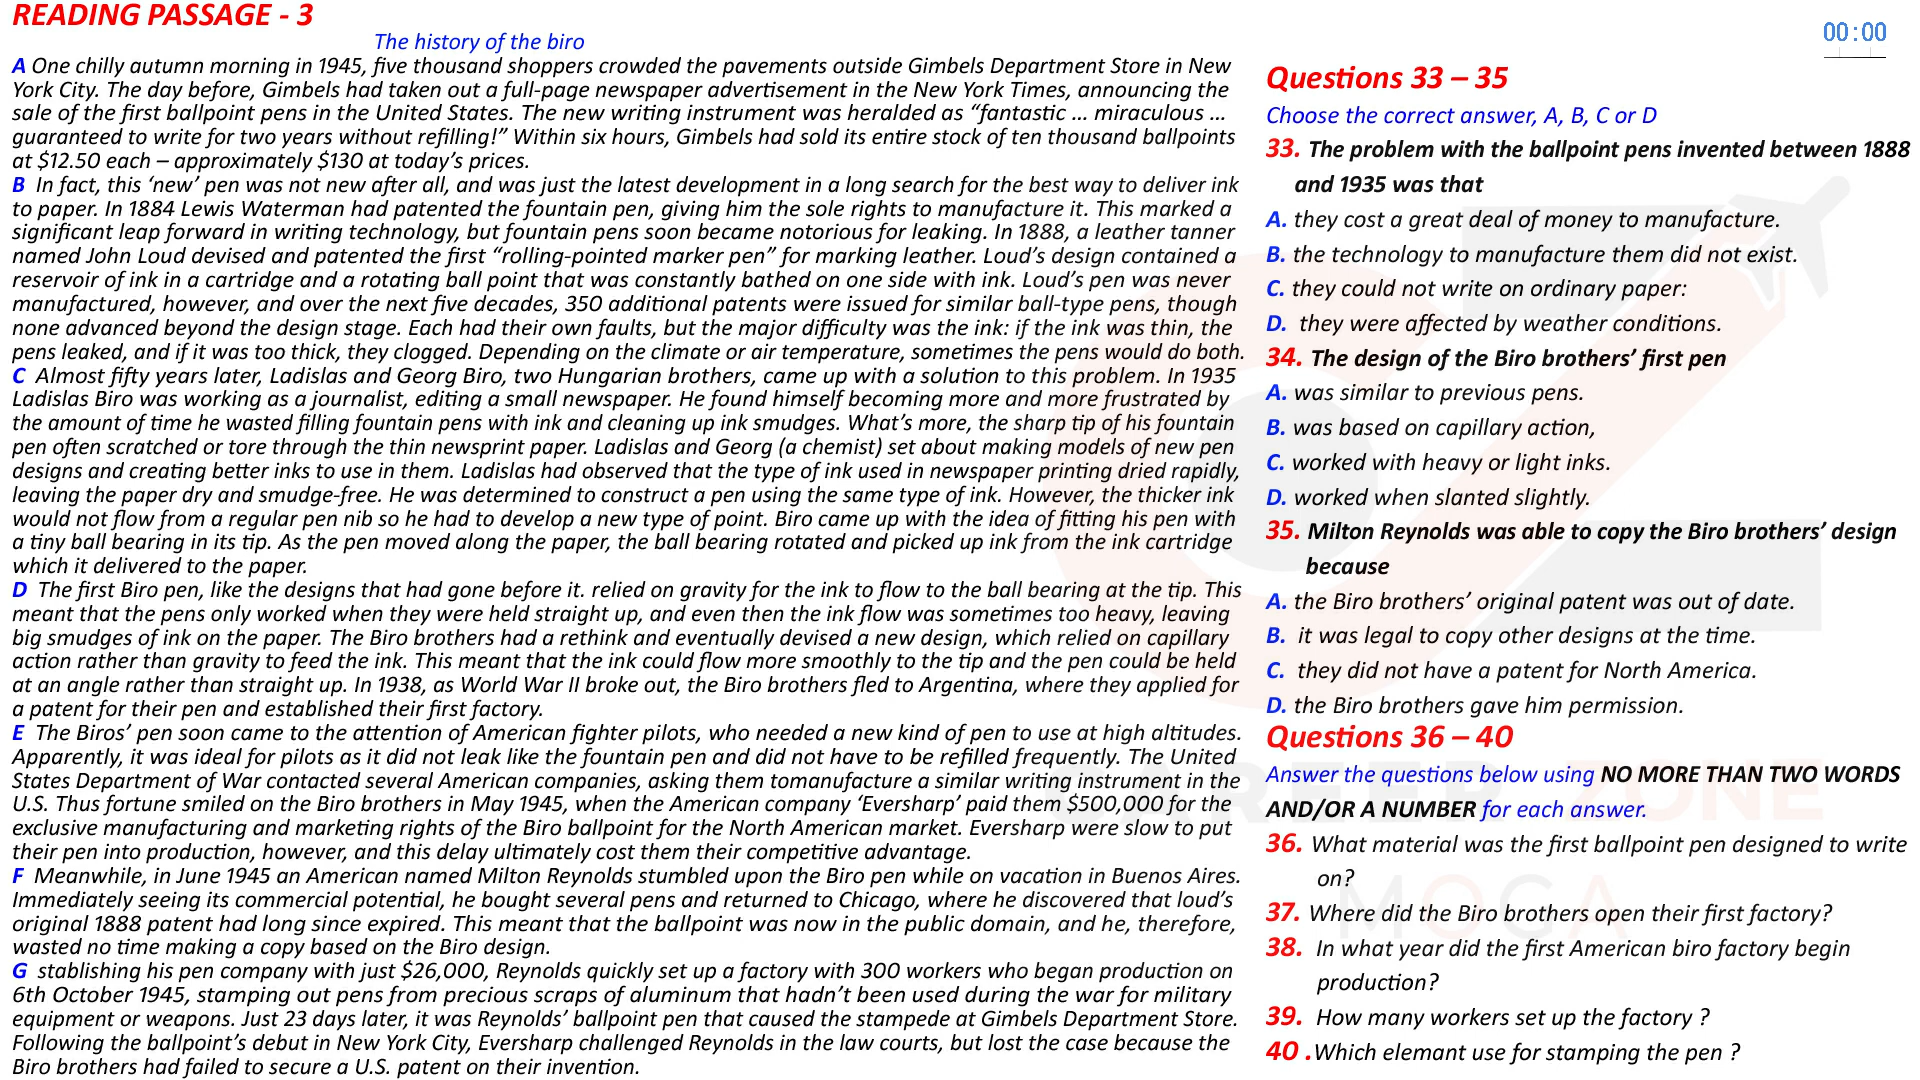 READING PASSAGE - 3
The history of the biro
A One chilly autumn morning in 1945, five thousand shoppers crowded the pavements outside Gimbels Department Store in New
York City. The day before, Gimbels had taken out a full-page newspaper advertisement in the New York Times, announcing the
sale of the first ballpoint pens in the United States. The new writing instrument was heralded as “fantastic ... miraculous ...
guaranteed to write for two years without refilling!” Within six hours, Gimbels had sold its entire stock of ten thousand ballpoints
at $12.50 each – approximately $130 at today’s prices.
B In fact, this ‘new’ pen was not new after all, and was just the latest development in a long search for the best way to deliver ink
to paper. In 1884 Lewis Waterman had patented the fountain pen, giving him the sole rights to manufacture it. This marked a
significant leap forward in writing technology, but fountain pens soon became notorious for leaking. In 1888, a leather tanner
named John Loud devised and patented the first “rolling-pointed marker pen” for marking leather. Loud’s design contained a
reservoir of ink in a cartridge and a rotating ball point that was constantly bathed on one side with ink. Loud’s pen was never
manufactured, however, and over the next five decades, 350 additional patents were issued for similar ball-type pens, though
none advanced beyond the design stage. Each had their own faults, but the major difficulty was the ink: if the ink was thin, the
pens leaked, and if it was too thick, they clogged. Depending on the climate or air temperature, sometimes the pens would do both.
C Almost fifty years later, Ladislas and Georg Biro, two Hungarian brothers, came up with a solution to this problem. In 1935
Ladislas Biro was working as a journalist, editing a small newspaper. He found himself becoming more and more frustrated by
the amount of time he wasted filling fountain pens with ink and cleaning up ink smudges. What’s more, the sharp tip of his fountain
pen often scratched or tore through the thin newsprint paper. Ladislas and Georg (a chemist) set about making models of new pen
designs and creating better inks to use in them. Ladislas had observed that the type of ink used in newspaper printing dried rapidly,
leaving the paper dry and smudge-free. He was determined to construct a pen using the same type of ink. However, the thicker ink
would not flow from a regular pen nib so he had to develop a new type of point. Biro came up with the idea of fitting his pen with
a tiny ball bearing in its tip. As the pen moved along the paper, the ball bearing rotated and picked up ink from the ink cartridge
which it delivered to the paper.
D The first Biro pen, like the designs that had gone before it. relied on gravity for the ink to flow to the ball bearing at the tip. This
meant that the pens only worked when they were held straight up, and even then the ink flow was sometimes too heavy, leaving
big smudges of ink on the paper. The Biro brothers had a rethink and eventually devised a new design, which relied on capillary
action rather than gravity to feed the ink. This meant that the ink could flow more smoothly to the tip and the pen could be held
at an angle rather than straight up. In 1938, as World War II broke out, the Biro brothers fled to Argentina, where they applied for
a patent for their pen and established their first factory.
E The Biros’ pen soon came to the attention of American fighter pilots, who needed a new kind of pen to use at high altitudes.
Apparently, it was ideal for pilots as it did not leak like the fountain pen and did not have to be refilled frequently. The United
States Department of War contacted several American companies, asking them tomanufacture a similar writing instrument in the
U.S. Thus fortune smiled on the Biro brothers in May 1945, when the American company ‘Eversharp’ paid them $500,000 for the
exclusive manufacturing and marketing rights of the Biro ballpoint for the North American market. Eversharp were slow to put
their pen into production, however, and this delay ultimately cost them their competitive advantage.
F Meanwhile, in June 1945 an American named Milton Reynolds stumbled upon the Biro pen while on vacation in Buenos Aires.
Immediately seeing its commercial potential, he bought several pens and returned to Chicago, where he discovered that loud’s
original 1888 patent had long since expired. This meant that the ballpoint was now in the public domain, and he, therefore,
wasted no time making a copy based on the Biro design.
G stablishing his pen company with just $26,000, Reynolds quickly set up a factory with 300 workers who began production on
6th October 1945, stamping out pens from precious scraps of aluminum that hadn’t been used during the war for military
equipment or weapons. Just 23 days later, it was Reynolds’ ballpoint pen that caused the stampede at Gimbels Department Store.
Following the ballpoint’s debut in New York City, Eversharp challenged Reynolds in the law courts, but lost the case because the
Biro brothers had failed to secure a U.S. patent on their invention.
00:00
Questions 33 – 35
Choose the correct answer, A, B, C or D
33. The problem with the ballpoint pens invented between 1888
and 1935 was that
A. they cost a great deal of money to manufacture.
B. the technology to manufacture them did not exist.
C. they could not write on ordinary paper:
D. they were affected by weather conditions.
34. The design of the Biro brothers’ first pen
A. was similar to previous pens.
B. was based on capillary action,
C. worked with heavy or light inks.
D. worked when slanted slightly.
35. Milton Reynolds was able to copy the Biro brothers’ design
because
A. the Biro brothers’ original patent was out of date.
B. it was legal to copy other designs at the time.
C. they did not have a patent for North America.
D. the Biro brothers gave him permission.
Questions 36 – 40
Answer the questions below using NO MORE THAN TWO WORDS
AND/OR A NUMBER for each answer.
36. What material was the first ballpoint pen designed to write
on?
37. Where did the Biro brothers open their first factory?
38. In what year did the first American biro factory begin
production?
39. How many workers set up the factory ?
40 .Which elemant use for stamping the pen ?
CAREER ZONE
MOGA